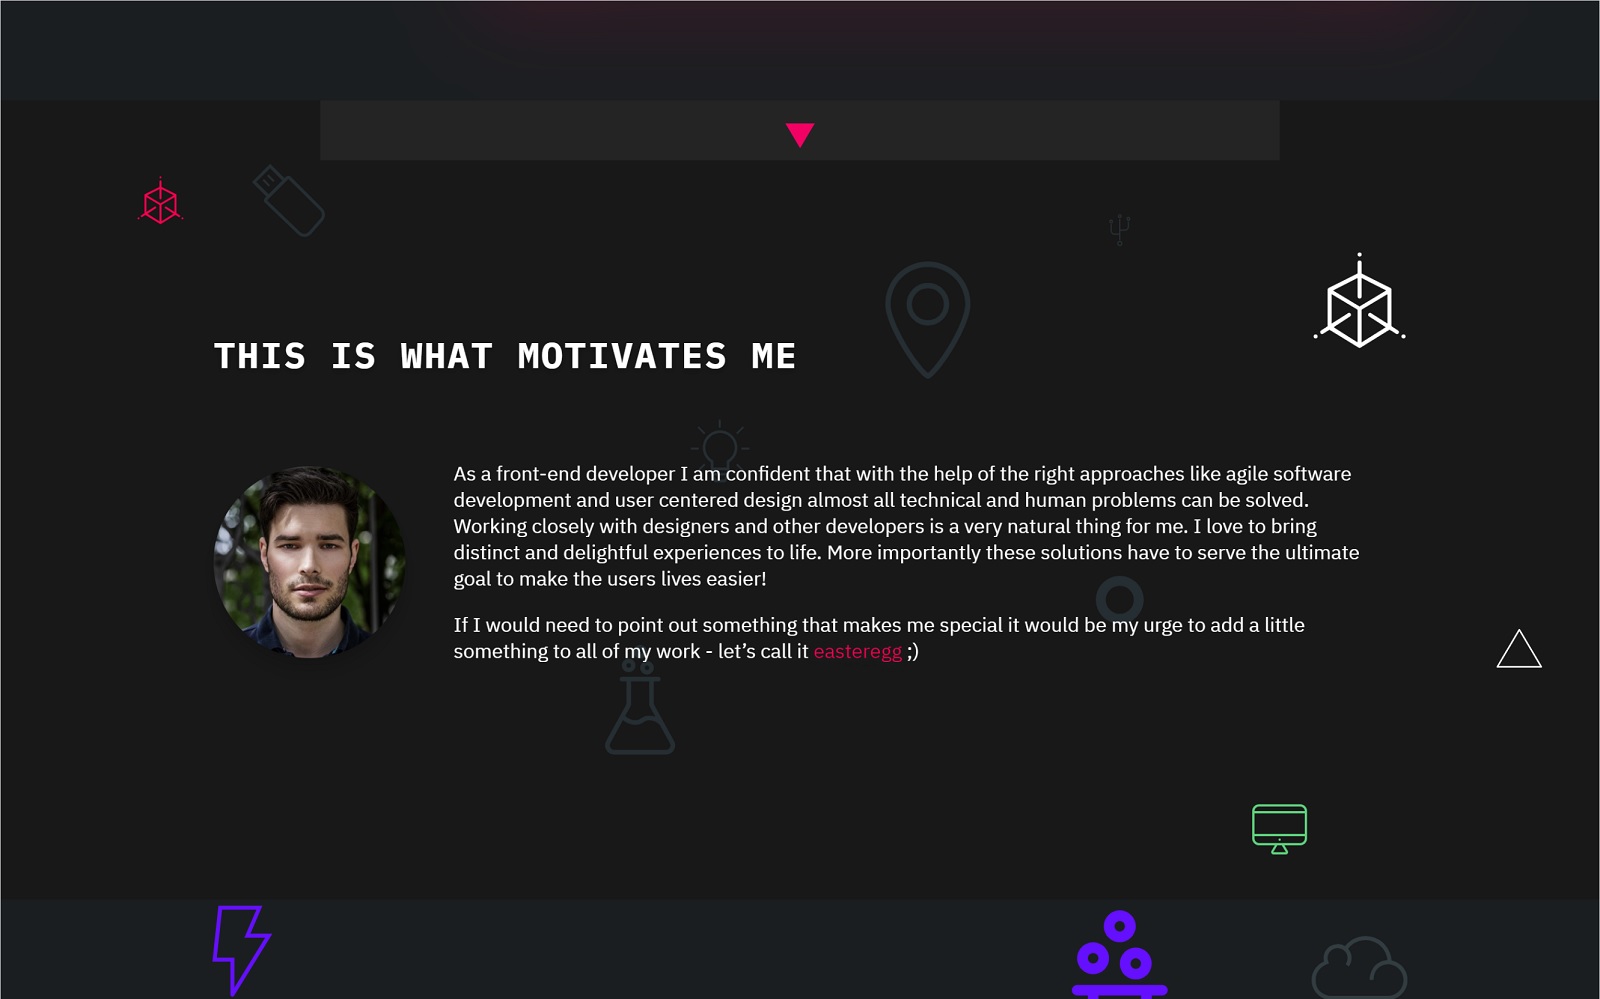 THIS IS WHAT MOTIVATES ME
As a front-end developer I am confident that with the help of the right approaches like agile software
development and user centered design almost all technical and human problems can be solved.
Working closely with designers and other developers is a very natural thing for me. I love to bring
distinct and delightful experiences to life. More importantly these solutions have to serve the ultimate
goal to make the users lives easier!
If I would need to point out something that makes me special it would be my urge to add a little
something to all of my work - let’s call it easteregg ;)